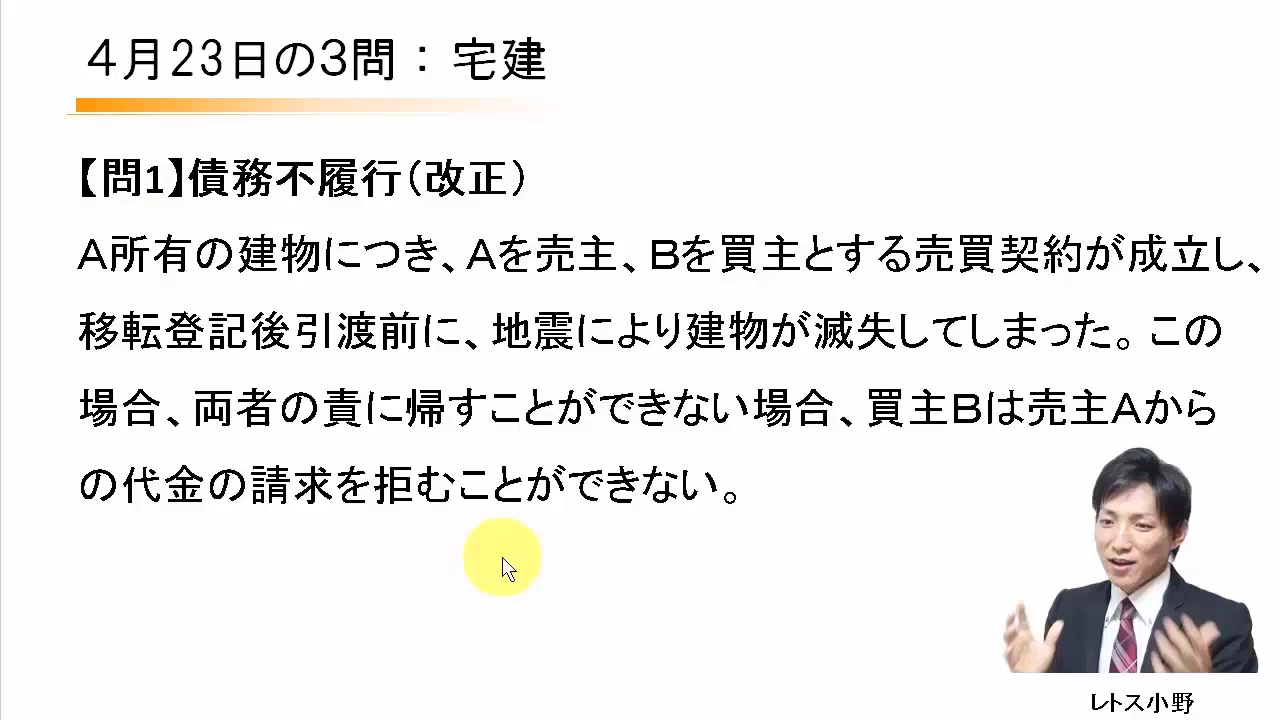 ４月23日の３問：宅建
【問1】債務不履行（改正）
Ａ所有の建物につき、Ａを売主、Ｂを買主とする売買契約が成立し、
移転登記後引渡前に、地震により建物が滅失してしまった。この
場合、両者の責に帰すことができない場合、買主Ｂは売主Ａから
の代金の請求を拒むことができない。
レトス小野